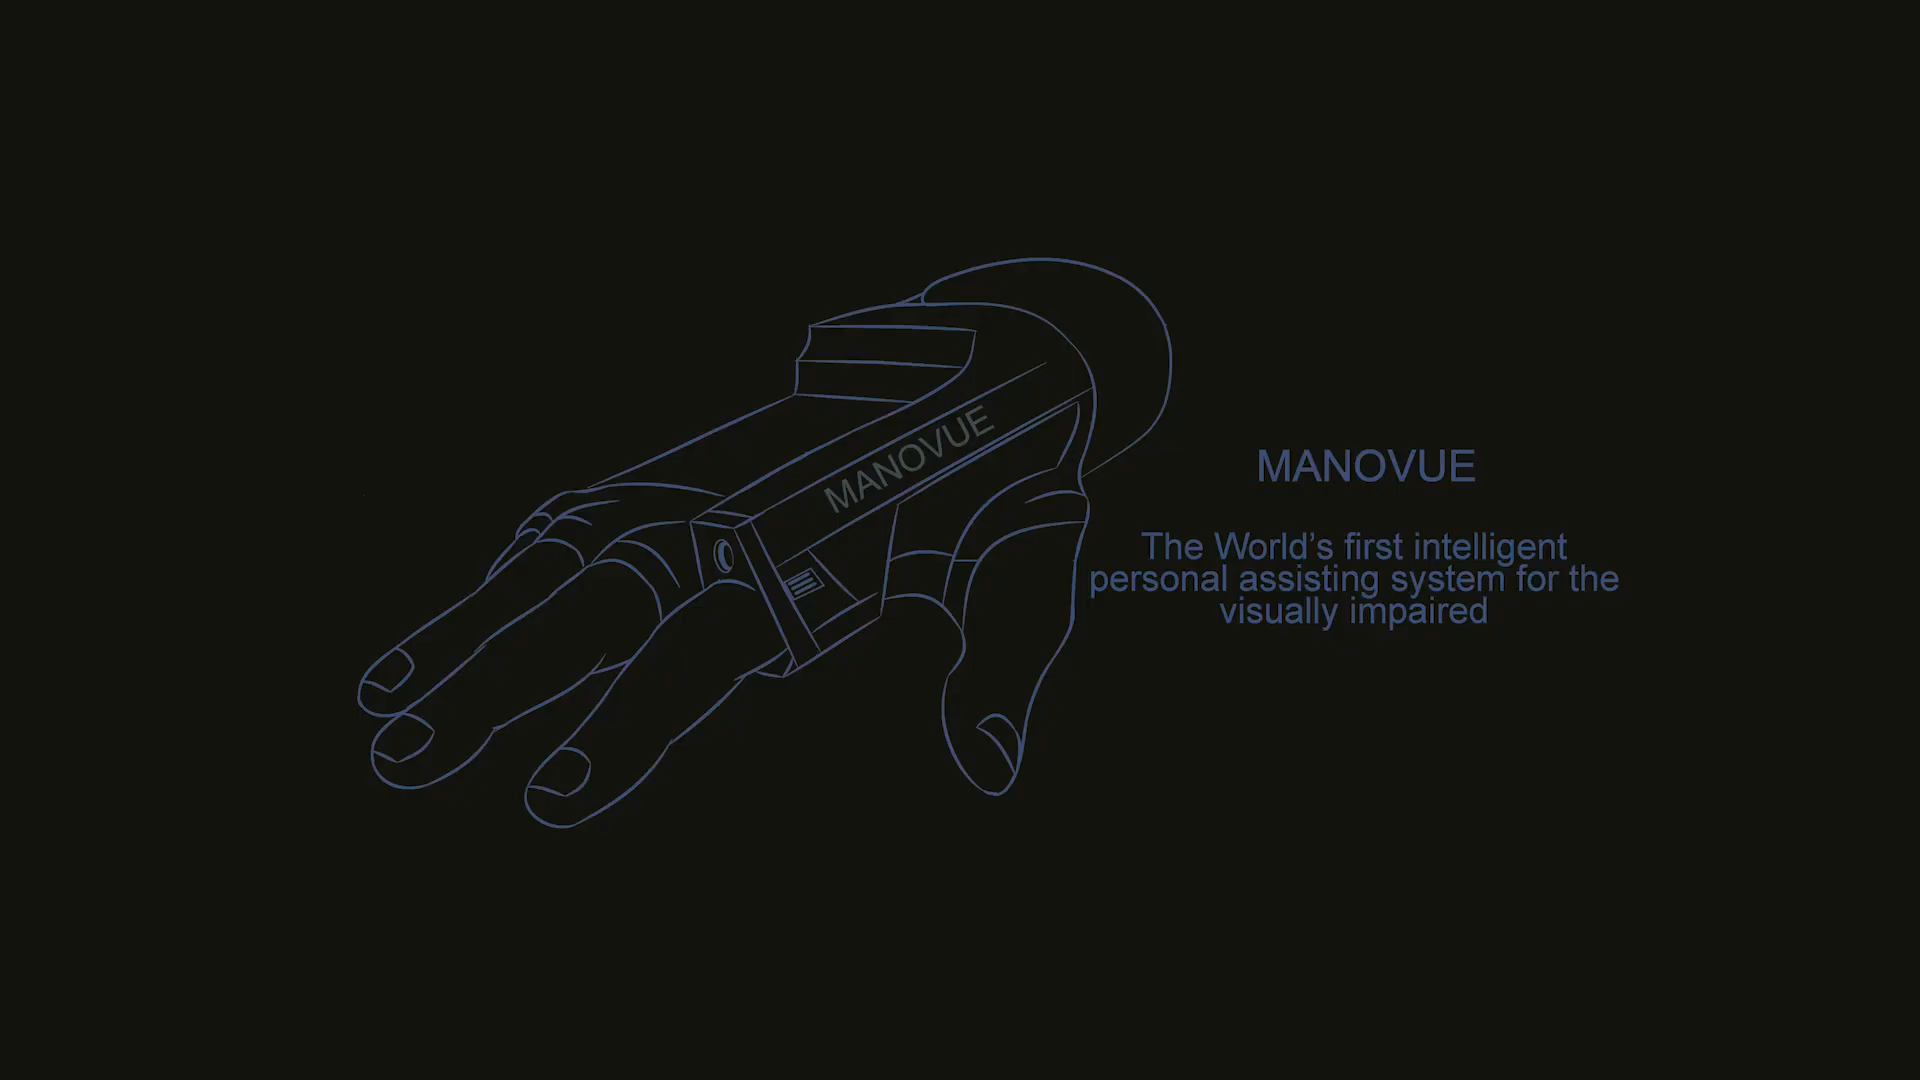 MANOVUE
MANOVUE
The World’s first intelligent
personal assisting system for the
visually impaired